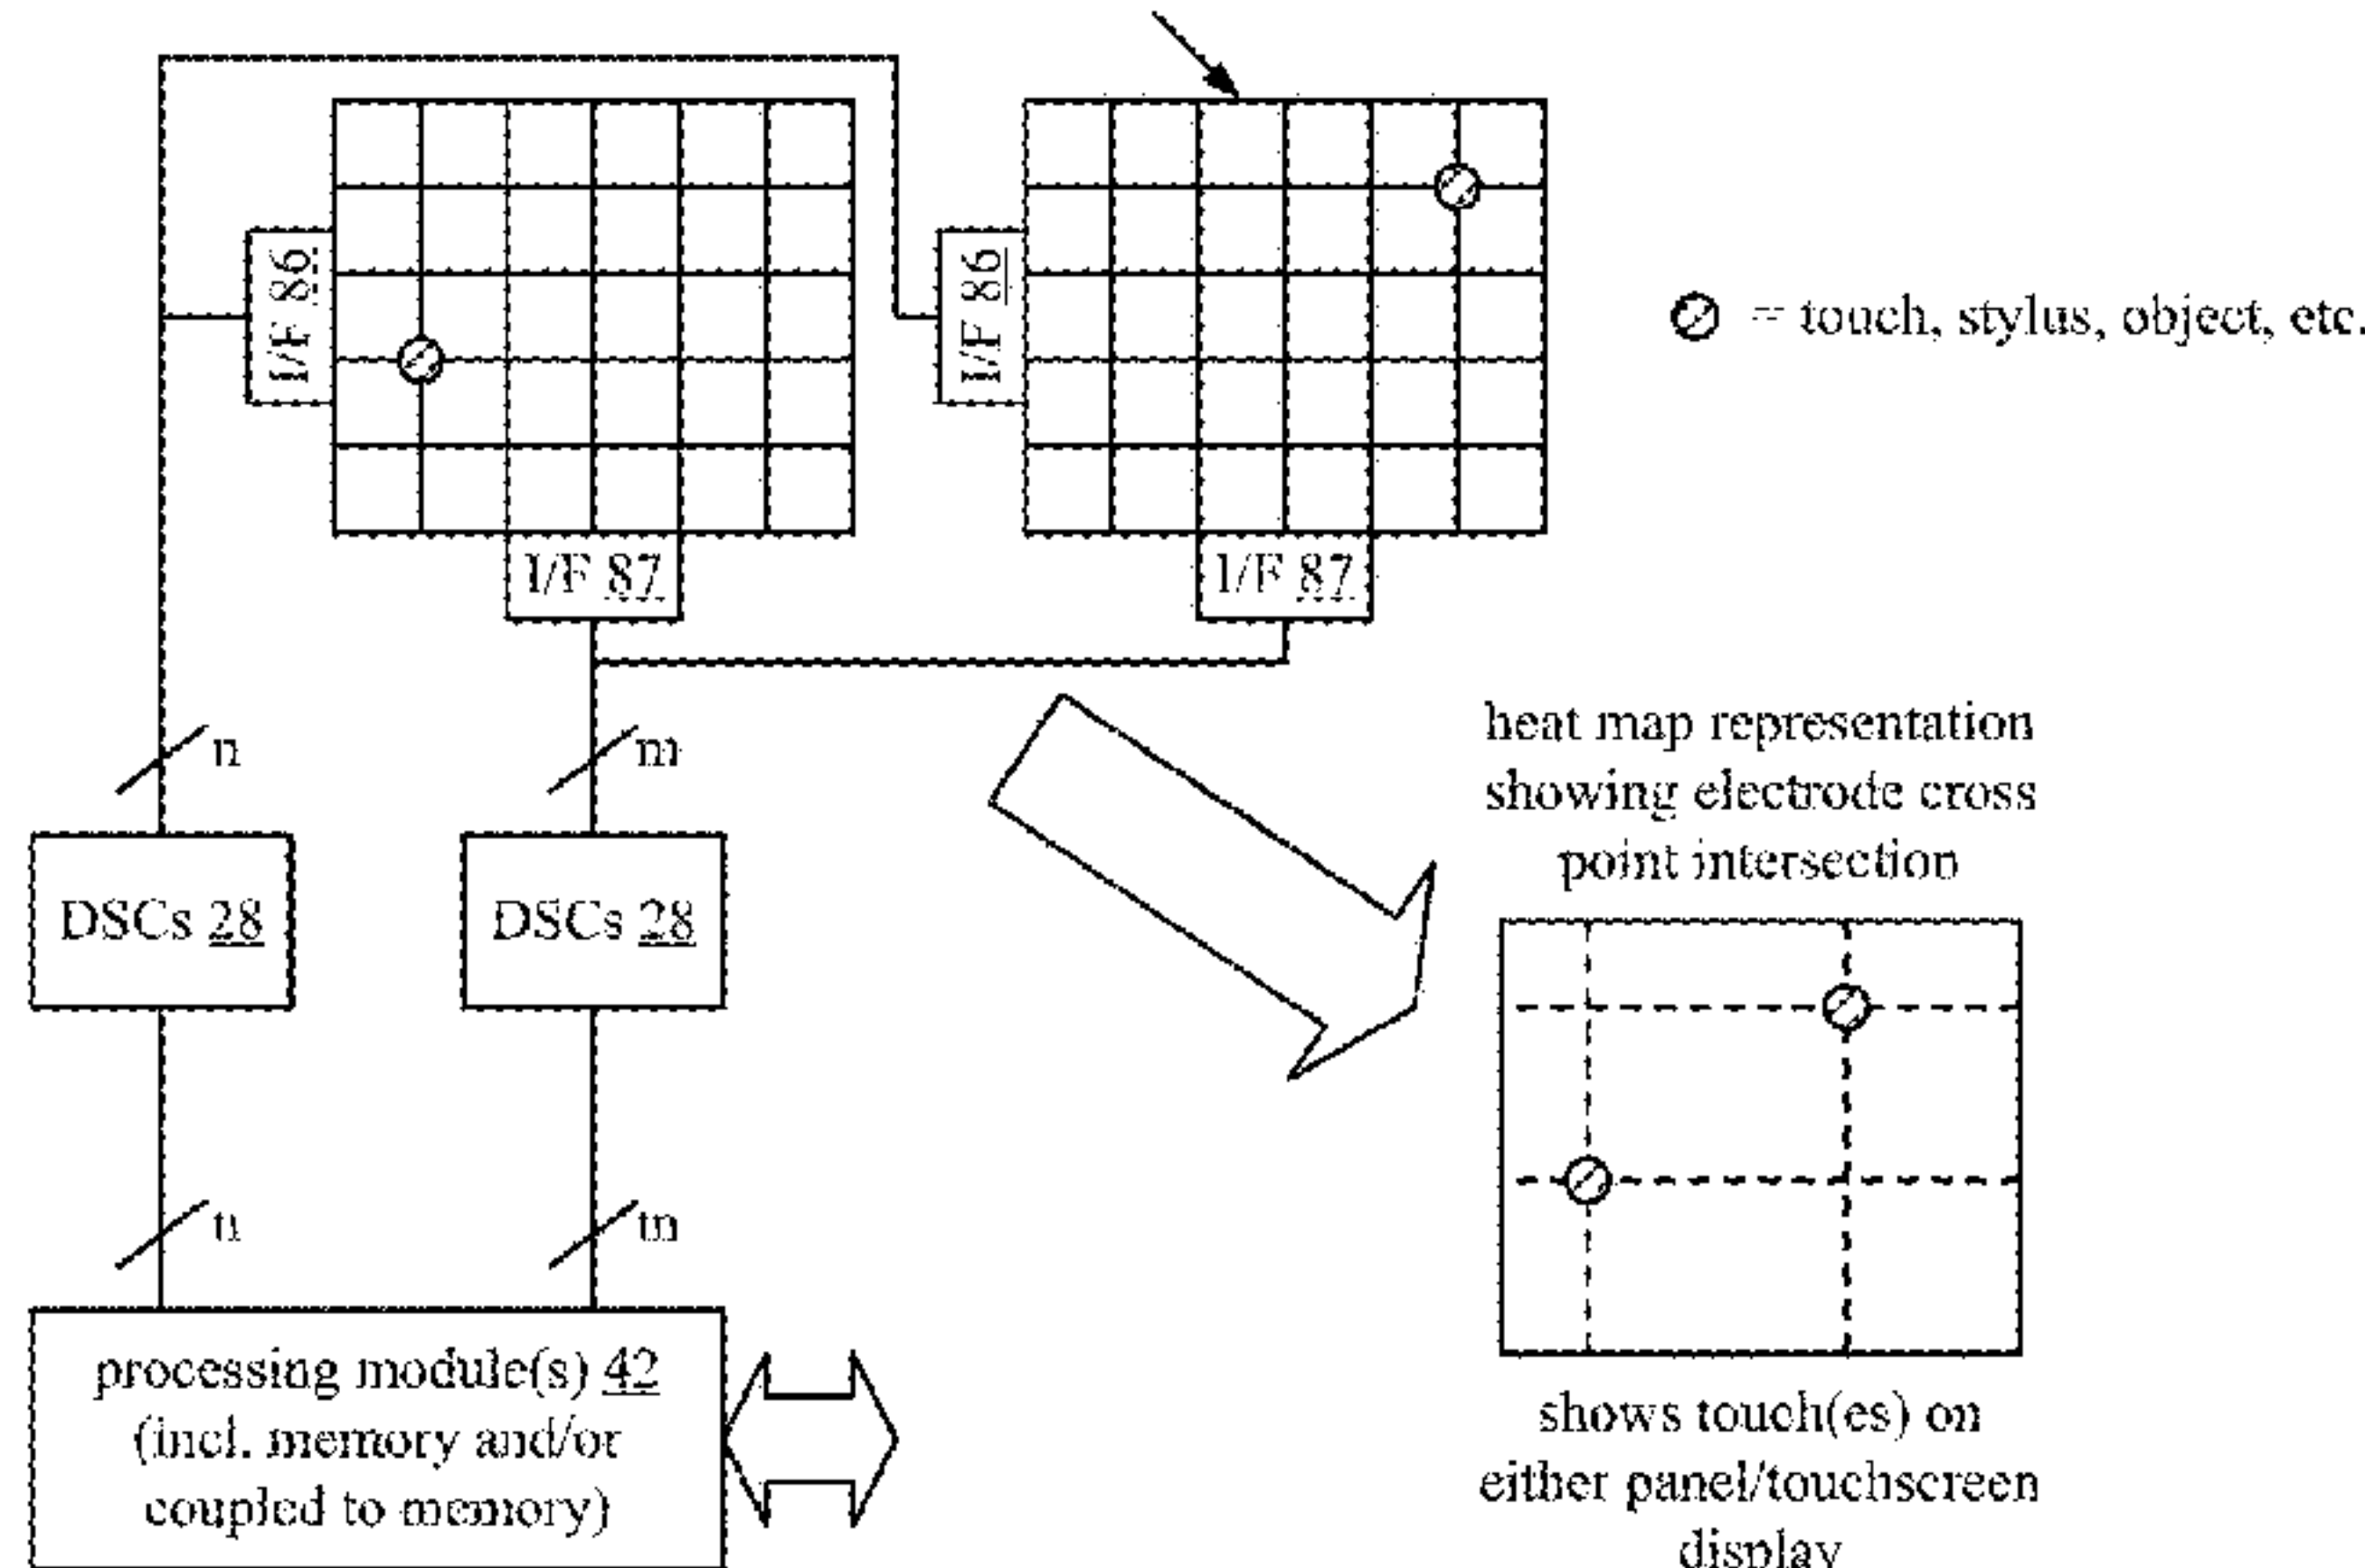 I/F 86
I/F 86
= touch, stylus, object, etc.
I/F 87
I/F 87
n
m
heat map representation
showing electrode cross
point intersection
DSCs 28
DSCs 28
n
m
processing module(s) 42
(incl. memory and/or
coupled to memory)
shows touch(es) on
either panel/touchscreen
display